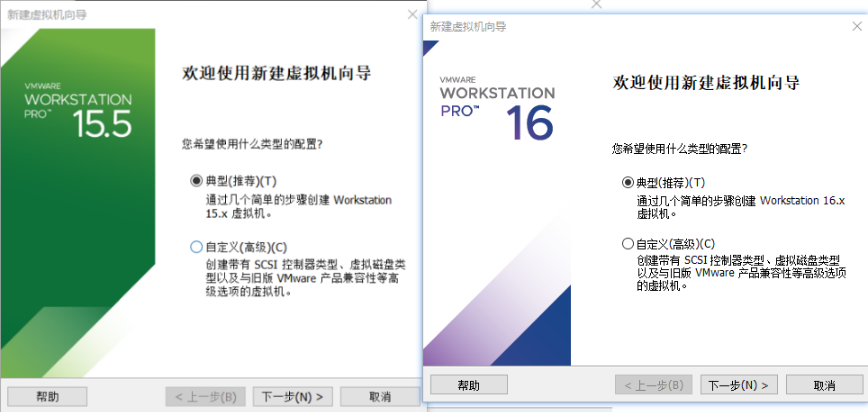 新建虚拟机向导
VMWARE
WORKSTATION
PRO™
15.5
欢迎使用新建虚拟机向导
您希望使用什么类型的配置?
典型(推荐)(T)
通过几个简单的步骤创建 Workstation
15.x 虚拟机。
自定义(高级)(C)
创建带有 SCSI 控制器类型、虚拟磁盘类
型以及与旧版 VMware 产品兼容性等高
级选项的虚拟机。
帮助
< 上一步(B)
下一步(N) >
取消
新建虚拟机向导
VMWARE
WORKSTATION
PRO™
16
欢迎使用新建虚拟机向导
您希望使用什么类型的配置?
典型(推荐)(T)
通过几个简单的步骤创建 Workstation 16.x
虚拟机。
自定义(高级)(C)
创建带有 SCSI 控制器类型、虚拟磁盘类型
以及与旧版 VMware 产品兼容性等高级选项
的虚拟机。
帮助
< 上一步(B)
下一步(N) >
取消